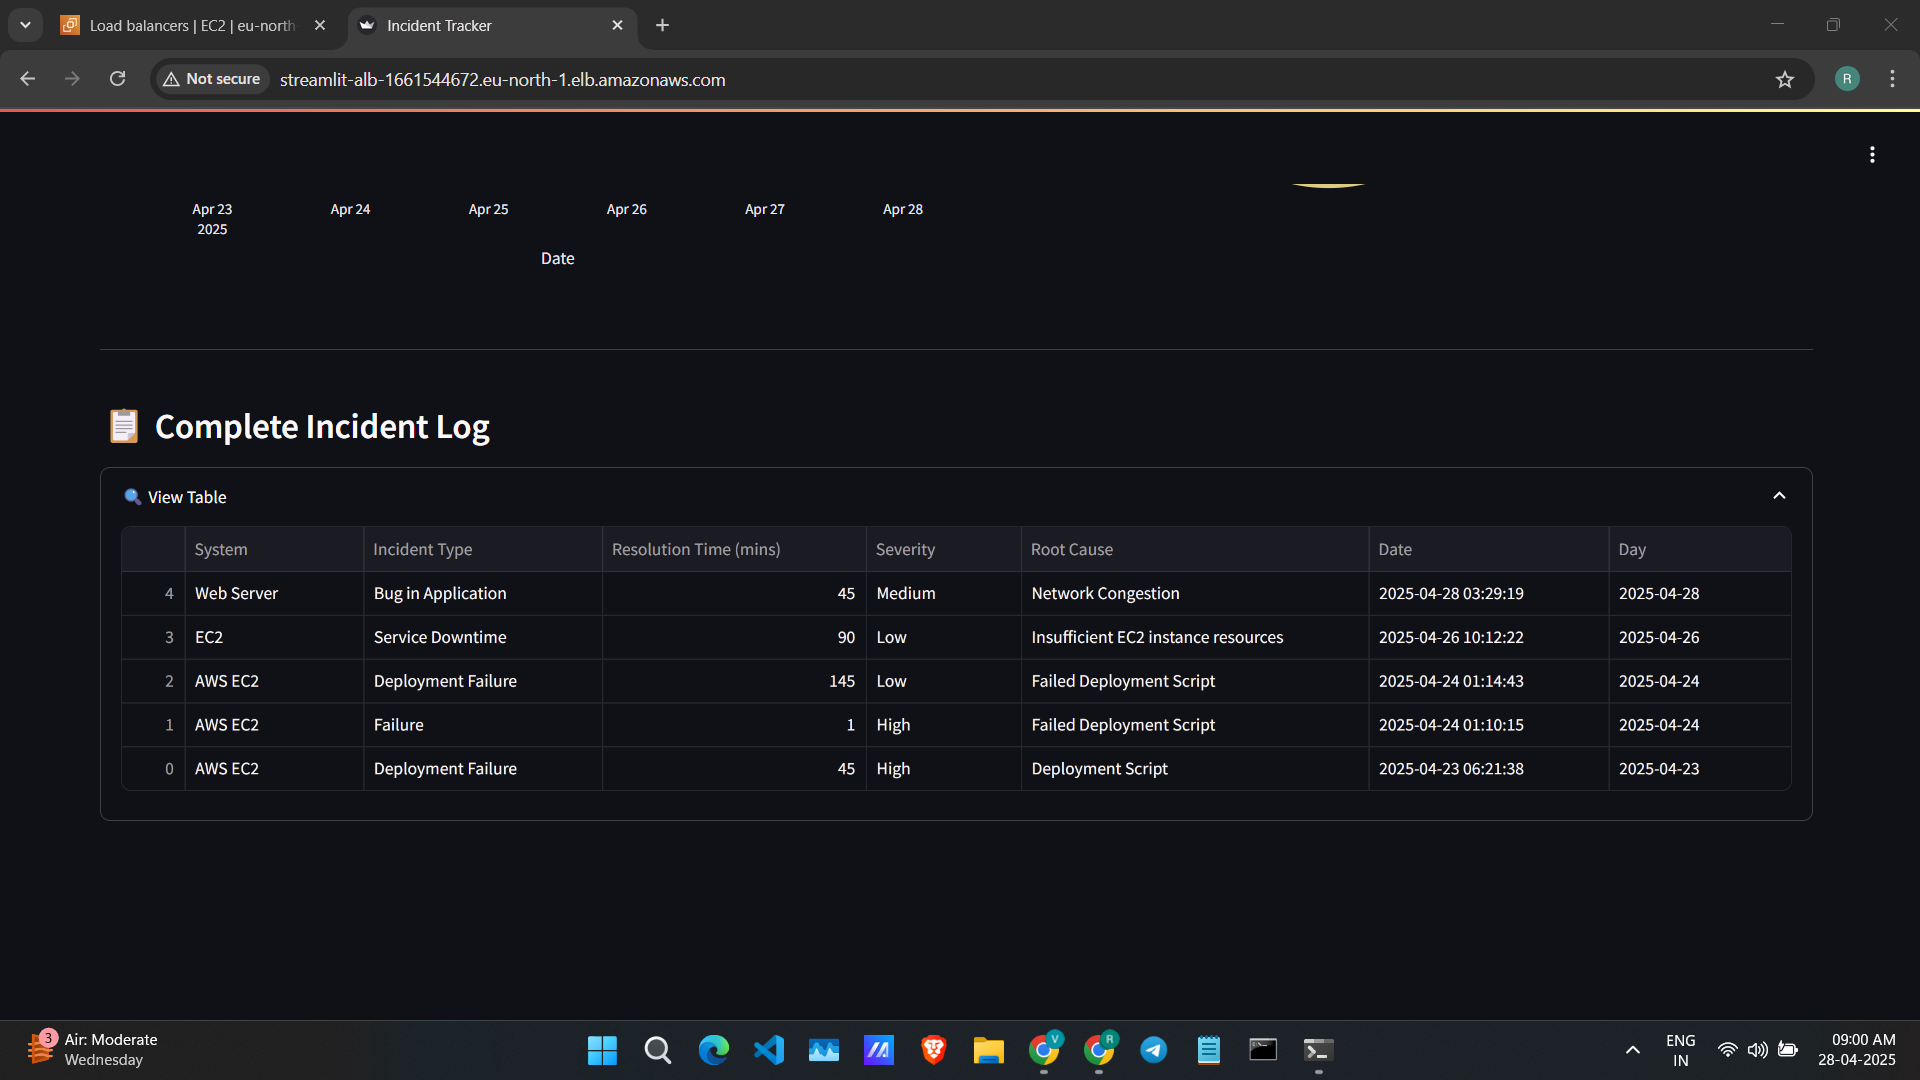 Load balancers | EC2 | eu-north
Incident Tracker
Not secure
streamlit-alb-1661544672.eu-north-1.elb.amazonaws.com
R
Apr 23 Apr 24 Apr 25 Apr 26 Apr 27 Apr 28
2025
Date
Complete Incident Log
View Table
System Incident Type Resolution Time (mins) Severity Root Cause Date Day
4 Web Server Bug in Application 45 Medium Network Congestion 2025-04-28 03:29:19 2025-04-28
3 EC2 Service Downtime 90 Low Insufficient EC2 instance resources 2025-04-26 10:12:22 2025-04-26
2 AWS EC2 Deployment Failure 145 Low Failed Deployment Script 2025-04-24 01:14:43 2025-04-24
1 AWS EC2 Failure 1 High Failed Deployment Script 2025-04-24 01:10:15 2025-04-24
0 AWS EC2 Deployment Failure 45 High Deployment Script 2025-04-23 06:21:38 2025-04-23
3 Air: Moderate
Wednesday
V
R
ENG
IN
09:00 AM
28-04-2025